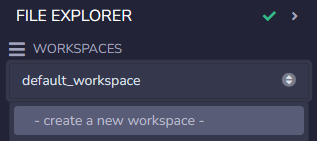 FILE EXPLORER
WORKSPACES
default_workspace
- create a new workspace -